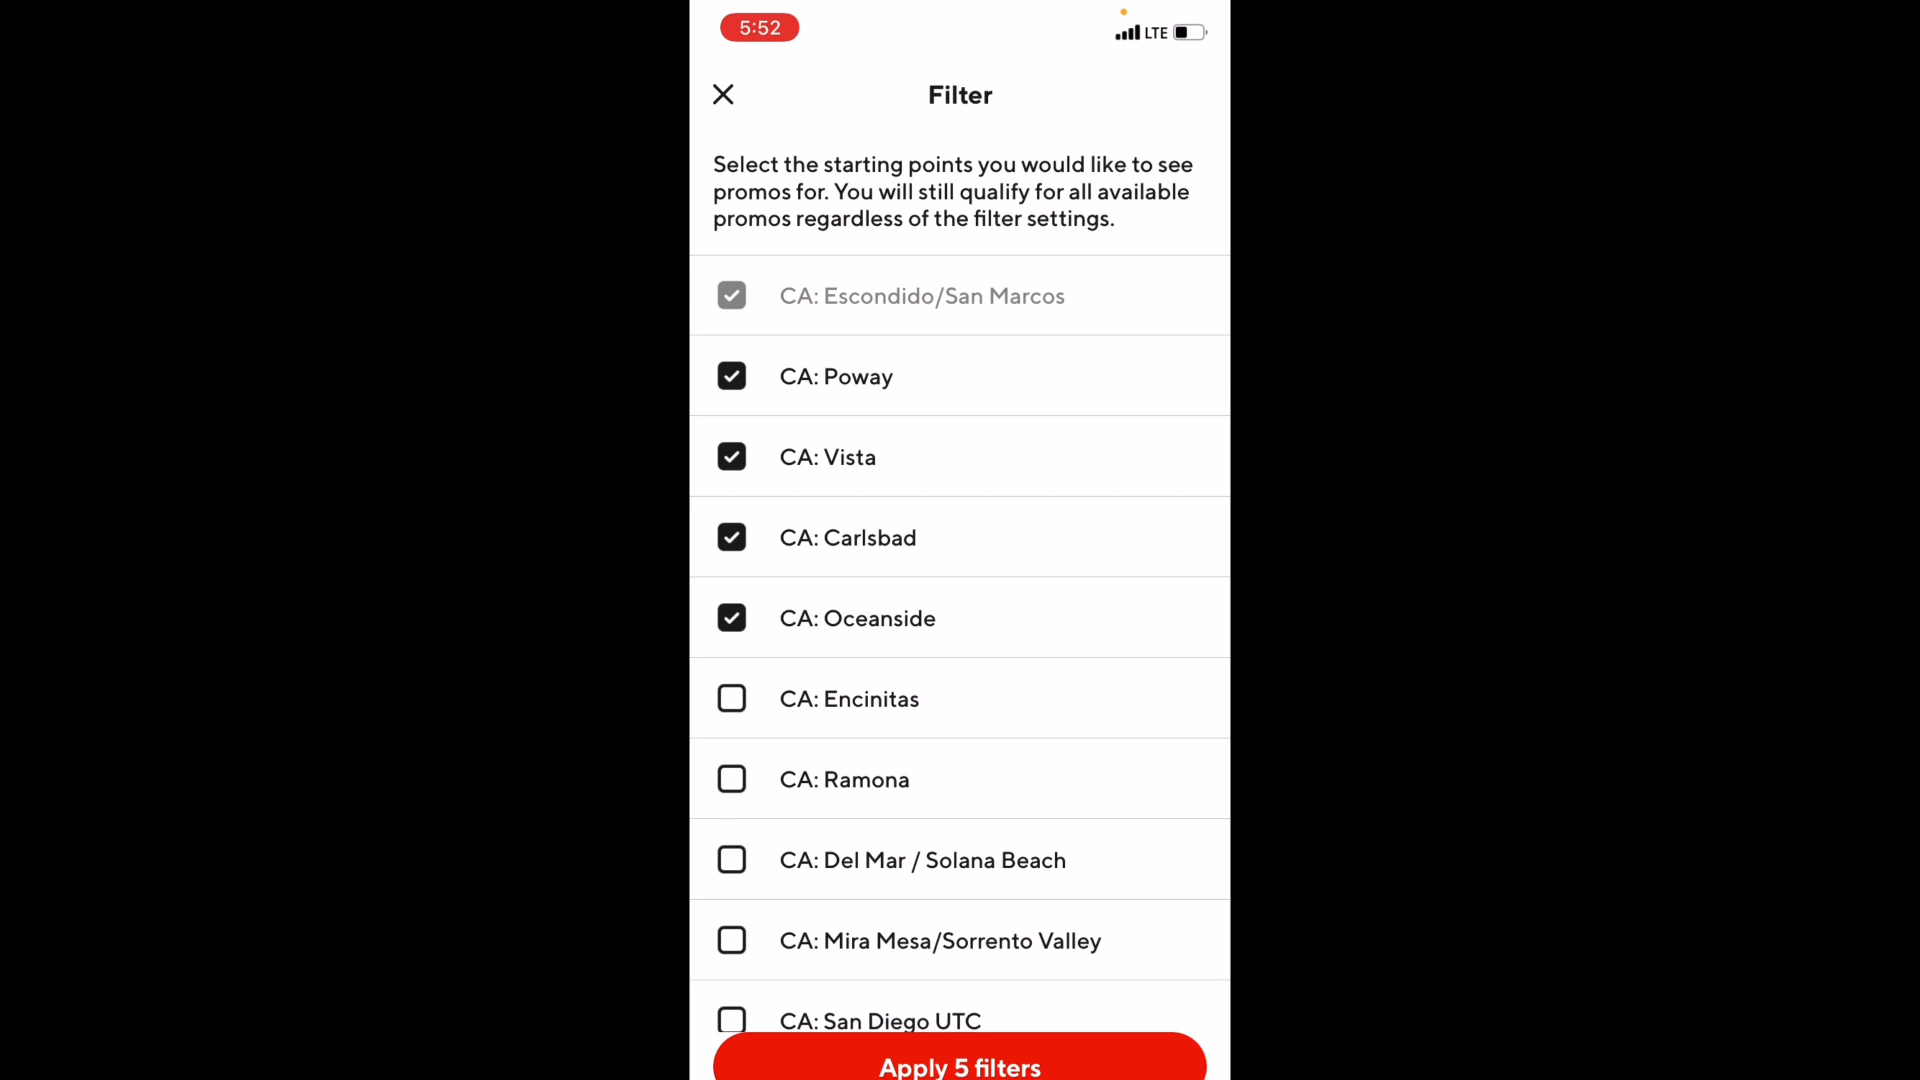 5:52
LTE
Filter
Select the starting points you would like to see
promos for. You will still qualify for all available
promos regardless of the filter settings.
CA: Escondido/San Marcos
CA: Poway
CA: Vista
CA: Carlsbad
CA: Oceanside
CA: Encinitas
CA: Ramona
CA: Del Mar / Solana Beach
CA: Mira Mesa/Sorrento Valley
CA: San Diego UTC
Apply 5 filters